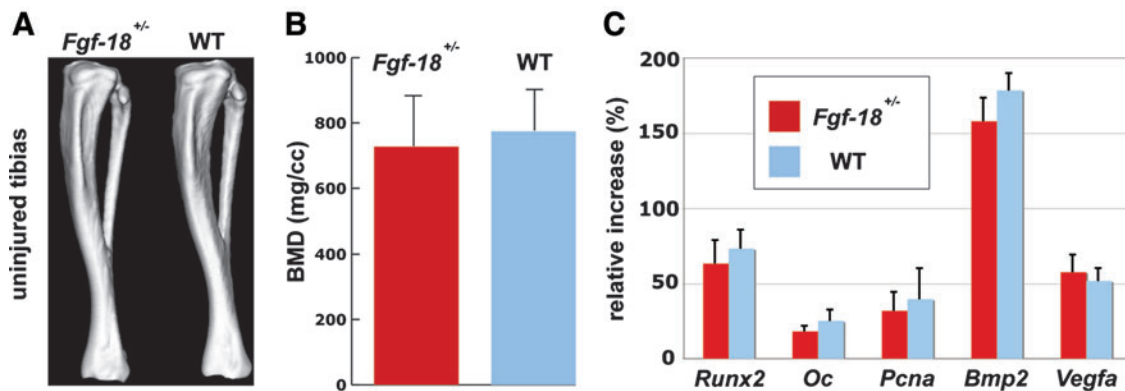 A
Fgf-18+/- WT
uninjured tibias
B
Fgf-18+/- WT
BMD (mg/cc)
1000
800
600
400
200
0
C
relative increase (%)
200
150
100
50
0
Fgf-18+/-
WT
Runx2 Oc Pcna Bmp2 Vegfa